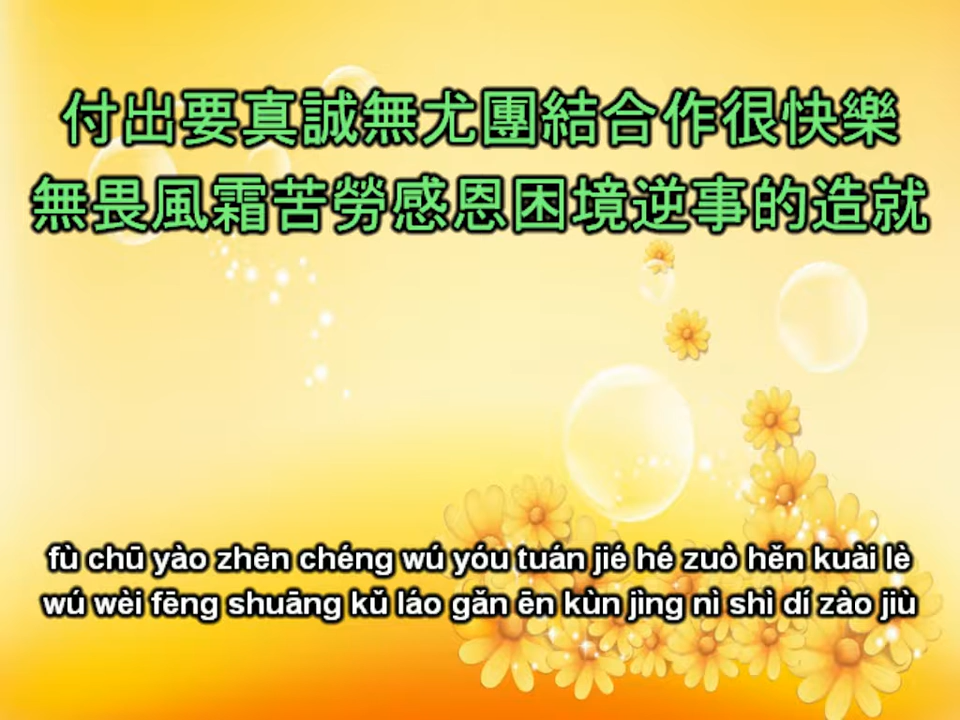 付出要真誠無尤團結合作很快樂
無畏風霜苦勞感恩困境逆事的造就
fù chū yào zhēn chéng wú yóu tuán jié hé zuò hěn kuài lè
wú wèi fēng shuāng kǔ láo gǎn ēn kùn jìng nì shì dí zào jiù